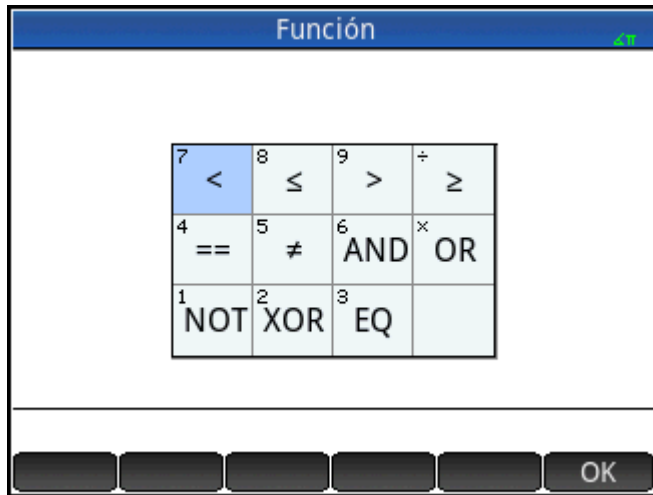 Función
∡π
7 < 8 ≤ 9 > ÷ ≥
4 == 5 ≠ 6 AND × OR
1 NOT 2 XOR 3 EQ
OK